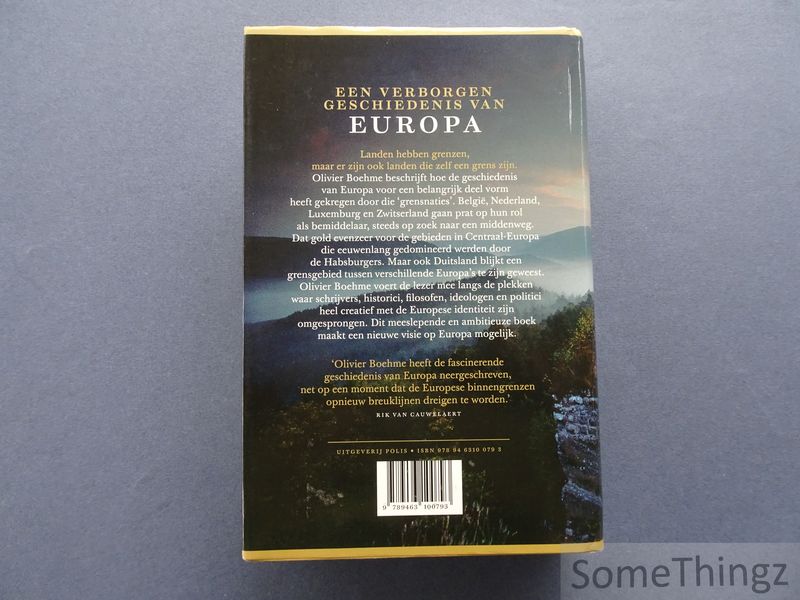 EEN VERBORGEN
GESCHIEDENIS VAN
EUROPA
Landen hebben grenzen,
maar er zijn ook landen die zelf een grens zijn.
Olivier Boehme beschrijft hoe de geschiedenis
van Europa voor een belangrijk deel vorm
heeft gekregen door die ‘grensnaties’. België, Nederland,
Luxemburg en Zwitserland gaan prat op hun rol
als bemiddelaar, steeds op zoek naar een middenweg.
Dat gold evenzeer voor de gebieden in Centraal-Europa
die eeuwenlang gedomineerd werden door
de Habsburgers. Maar ook Duitsland blijkt een
grensgebied tussen verschillende Europa’s te zijn geweest.
Olivier Boehme voert de lezer mee langs de plekken
waar schrijvers, historici, filosofen, ideologen en politici
heel creatief met de Europese identiteit zijn
omgesprongen. Dit meeslepende en ambitieuze boek
maakt een nieuwe visie op Europa mogelijk.
‘Olivier Boehme heeft de fascinerende
geschiedenis van Europa neergeschreven,
net op een moment dat de Europese binnengrenzen
opnieuw breuklijnen dreigen te worden.’
RIK VAN CAUWELAERT
UITGEVERIJ POLIS • ISBN 978 94 6310 079 3
9 789463 100793
SomeThingz